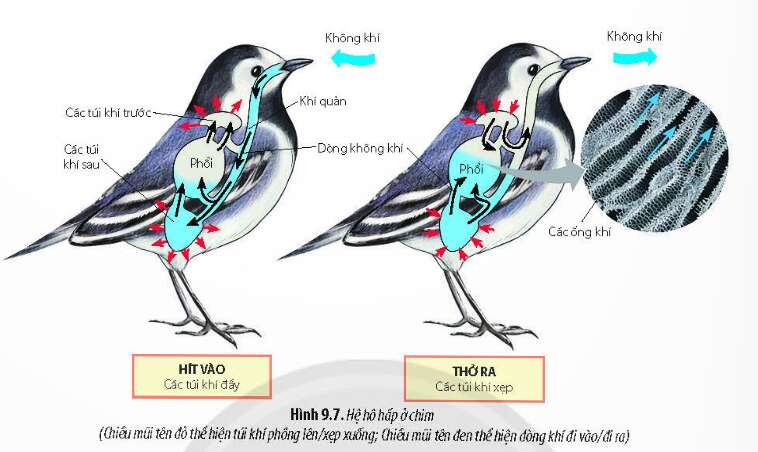 Không khí
Không khí
Các túi khí trước
Khí quản
Các túi
khí sau
Phổi
Dòng không khí
Phổi
Các ống khí
HÍT VÀO
Các túi khí đầy
THỞ RA
Các túi khí xẹp
Hình 9.7. Hệ hô hấp ở chim
(Chiều mũi tên đỏ thể hiện túi khí phồng lên/xẹp xuống; Chiều mũi tên đen thể hiện dòng khí đi vào/đi ra)